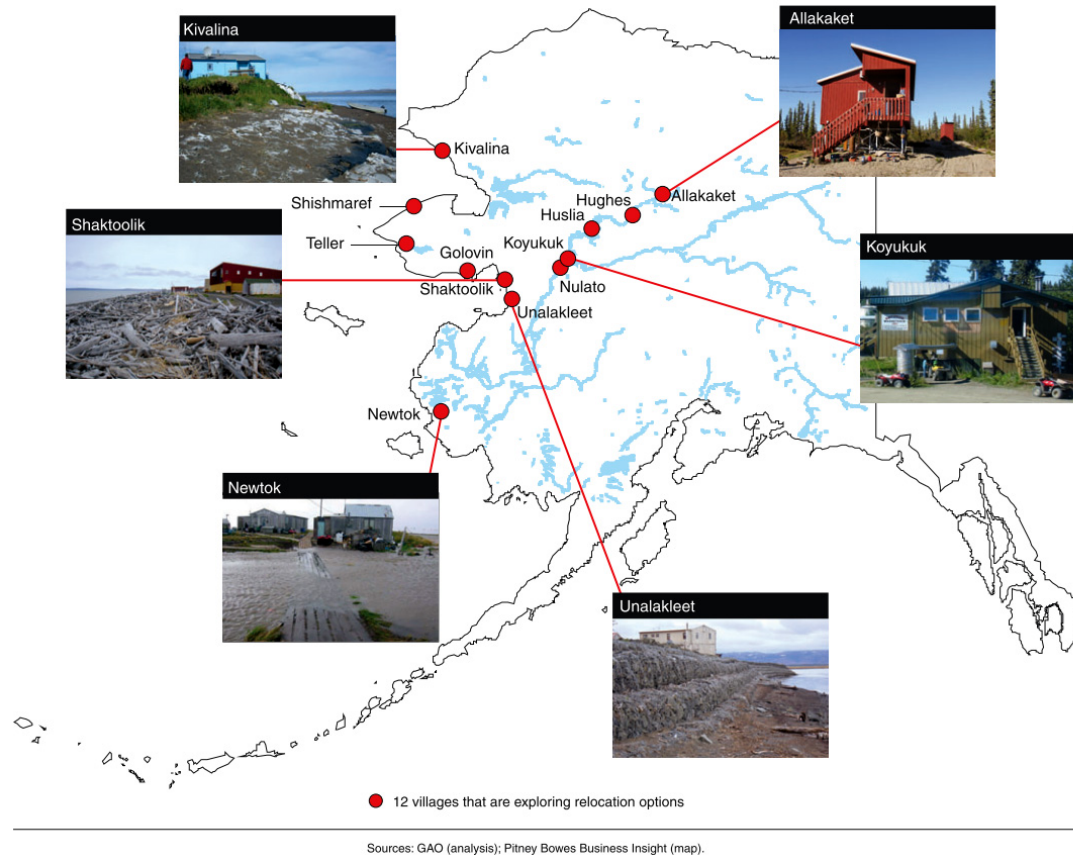 Kivalina
Allakaket
Kivalina
Shishmaref
Hughes
Allakaket
Huslia
Shaktoolik
Teller
Golovin
Koyukuk
Koyukuk
Shaktoolik
Nulato
Unalakleet
Newtok
Newtok
Unalakleet
12 villages that are exploring relocation options
Sources: GAO (analysis); Pitney Bowes Business Insight (map).